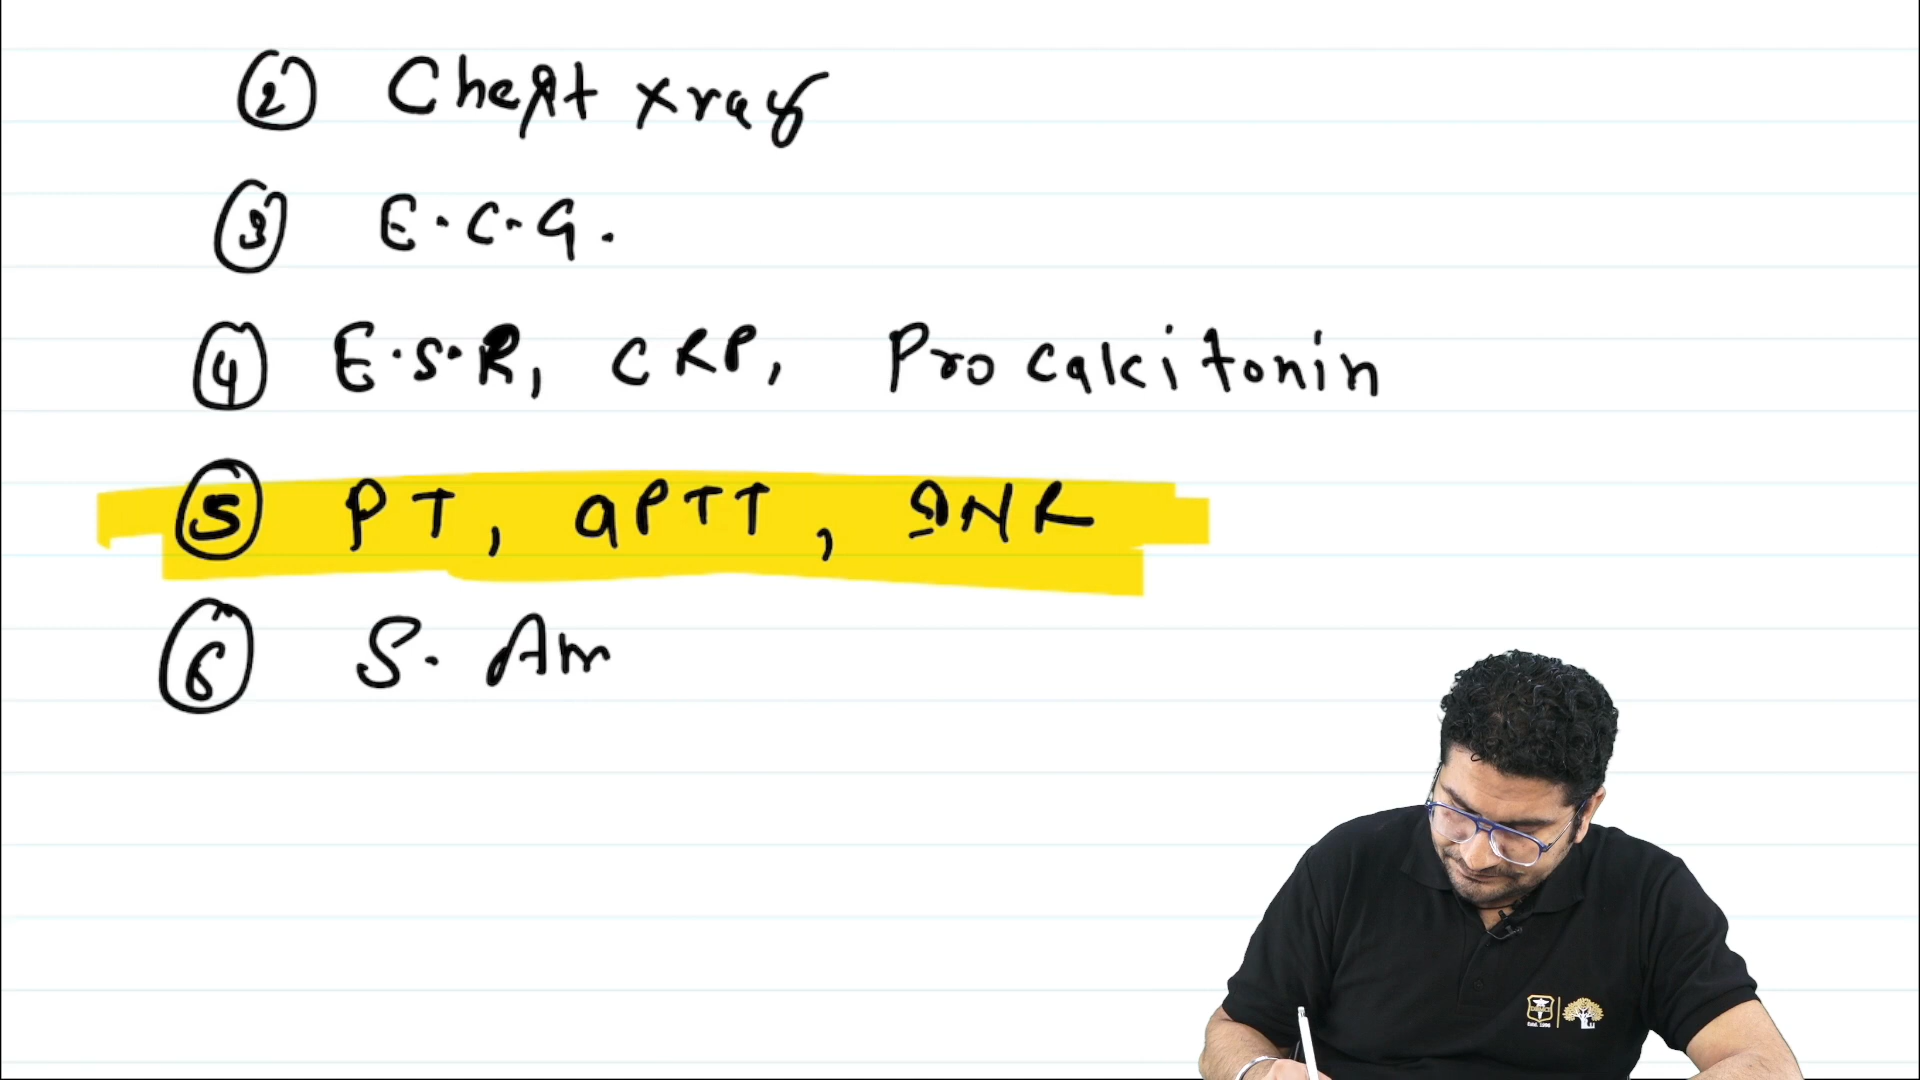 2 Chest xray
3 E.C.G.
4 E.S.R, CRP, Procalcitonin
5 PT, aPTT, INR
6 S. Am